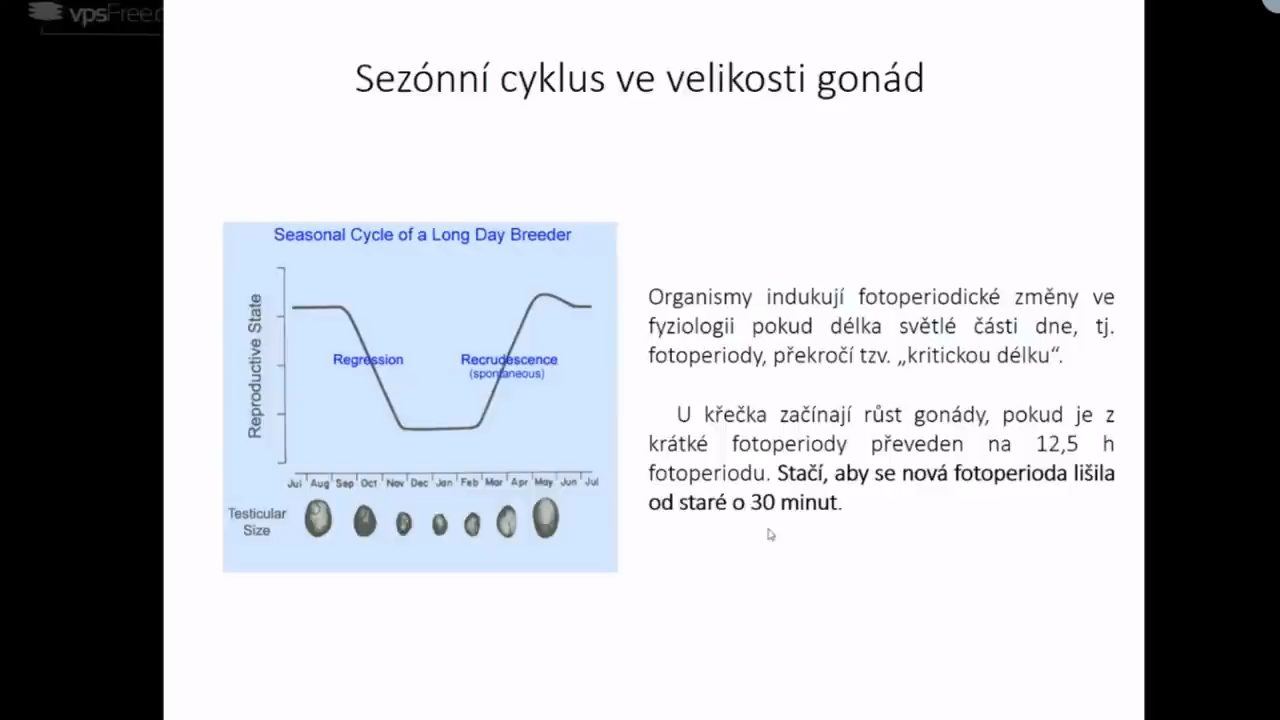 vpsFree.c
Sezónní cyklus ve velikosti gonád
Seasonal Cycle of a Long Day Breeder
Reproductive State
Regression
Recrudescence
(spontaneous)
Jul Aug Sep Oct Nov Dec Jan Feb Mar Apr May Jun Jul
Testicular
Size
Organismy indukují fotoperiodické změny ve
fyziologii pokud délka světlé části dne, tj.
fotoperiody, překročí tzv. „kritickou délku“.
U křečka začínají růst gonády, pokud je z
krátké fotoperiody převeden na 12,5 h
fotoperiodu. Stačí, aby se nová fotoperioda lišila
od staré o 30 minut.